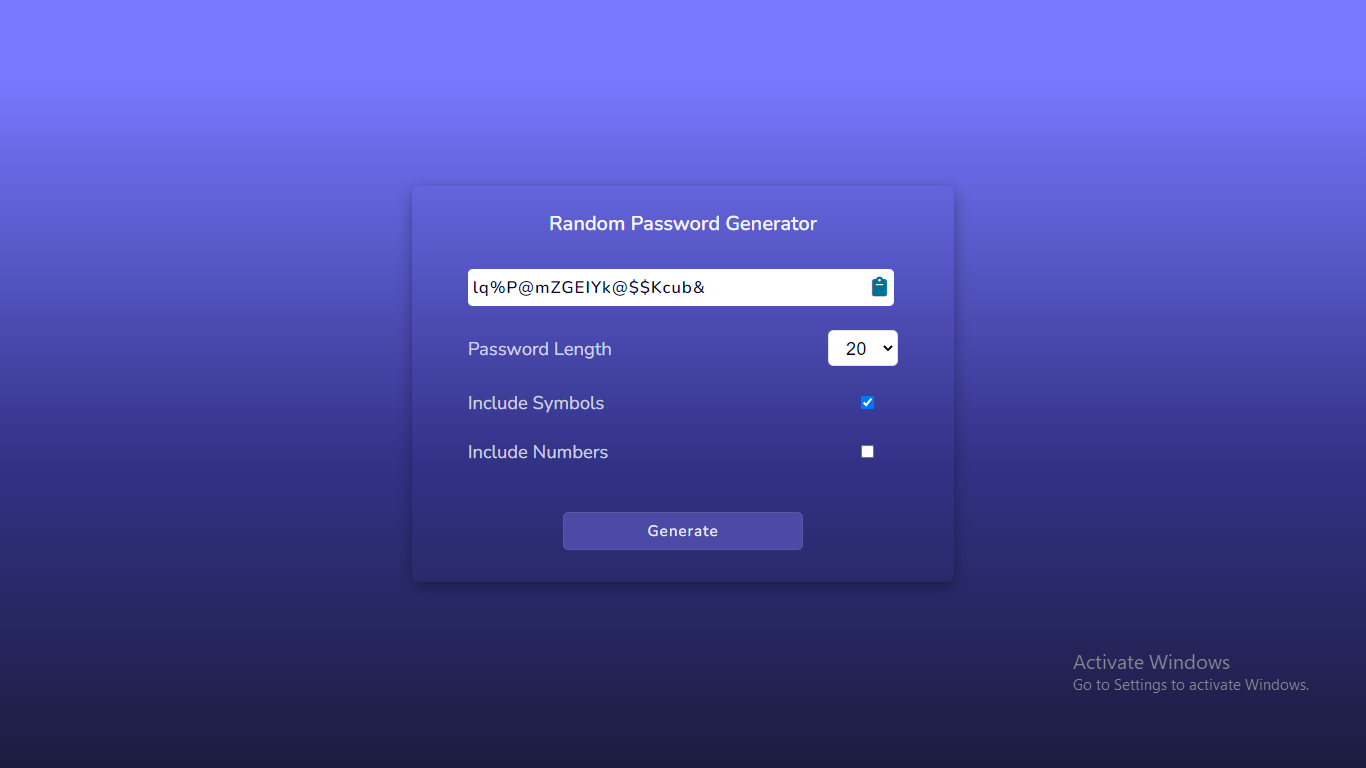 Random Password Generator
lq%P@mZGEIYk@$$Kcub&
Password Length
20
Include Symbols
Include Numbers
Generate
Activate Windows
Go to Settings to activate Windows.